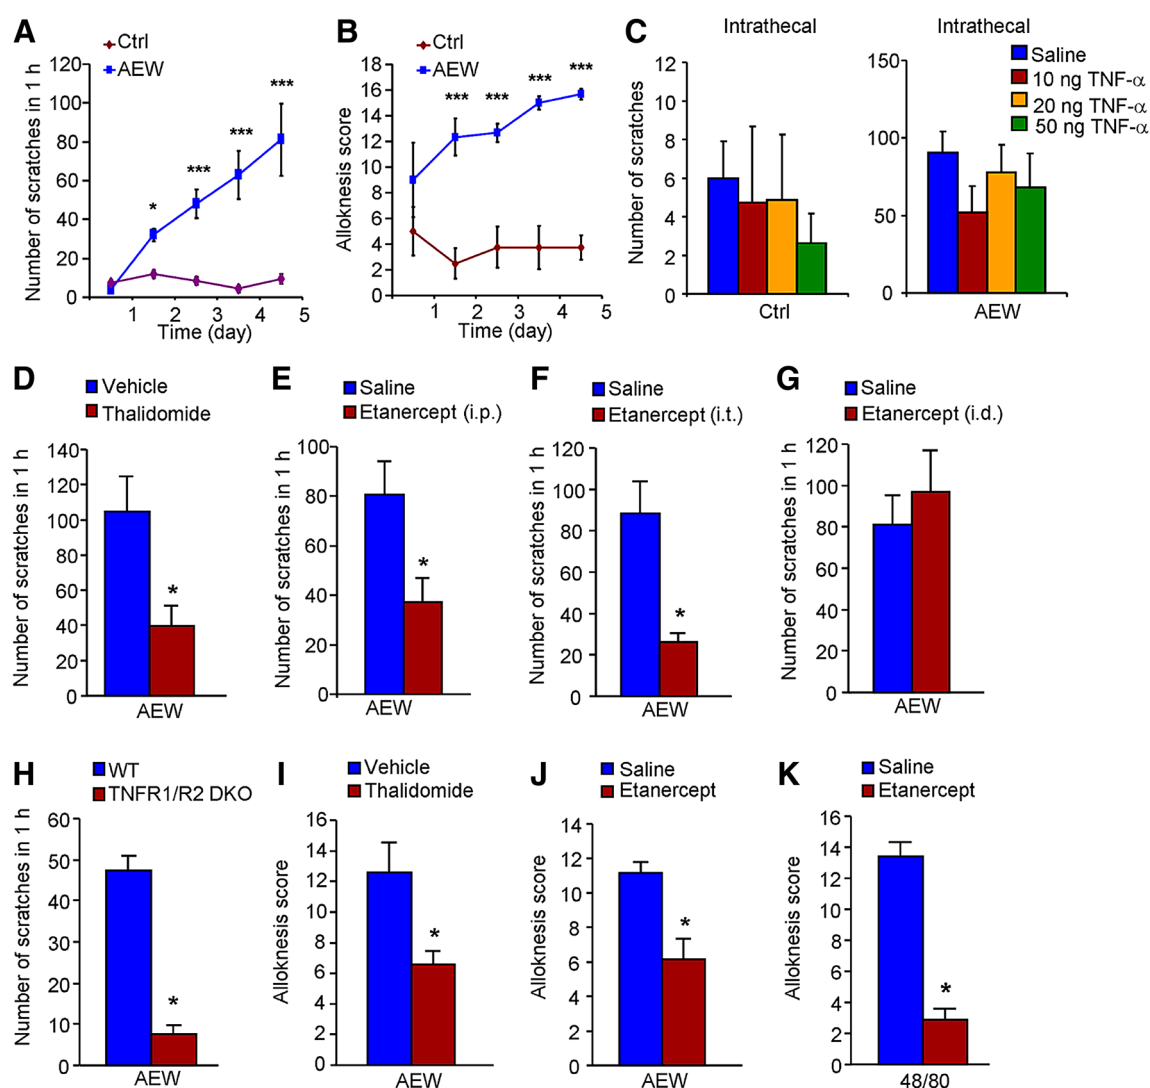 A
Ctrl
AEW
Number of scratches in 1 h
120
100
80
60
40
20
0
*
***
***
***
1 2 3 4 5
Time (day)
B
Ctrl
AEW
Alloknesis score
18
16
14
12
10
8
6
4
2
0
***
***
***
***
1 2 3 4 5
Time (day)
C
Intrathecal
Number of scratches
12
10
8
6
4
2
0
Ctrl
Intrathecal
Saline
10 ng TNF-α
20 ng TNF-α
50 ng TNF-α
150
100
50
0
AEW
D
Vehicle
Thalidomide
Number of scratches in 1 h
140
120
100
80
60
40
20
0
*
AEW
E
Saline
Etanercept (i.p.)
Number of scratches in 1 h
100
80
60
40
20
0
*
AEW
F
Saline
Etanercept (i.t.)
Number of scratches in 1 h
120
100
80
60
40
20
0
*
AEW
G
Saline
Etanercept (i.d.)
Number of scratches in 1 h
120
100
80
60
40
20
0
AEW
H
WT
TNFR1/R2 DKO
Number of scratches in 1 h
60
50
40
30
20
10
0
*
AEW
I
Vehicle
Thalidomide
Alloknesis score
16
14
12
10
8
6
4
2
0
*
AEW
J
Saline
Etanercept
Alloknesis score
14
12
10
8
6
4
2
0
*
AEW
K
Saline
Etanercept
Alloknesis score
16
14
12
10
8
6
4
2
0
*
48/80